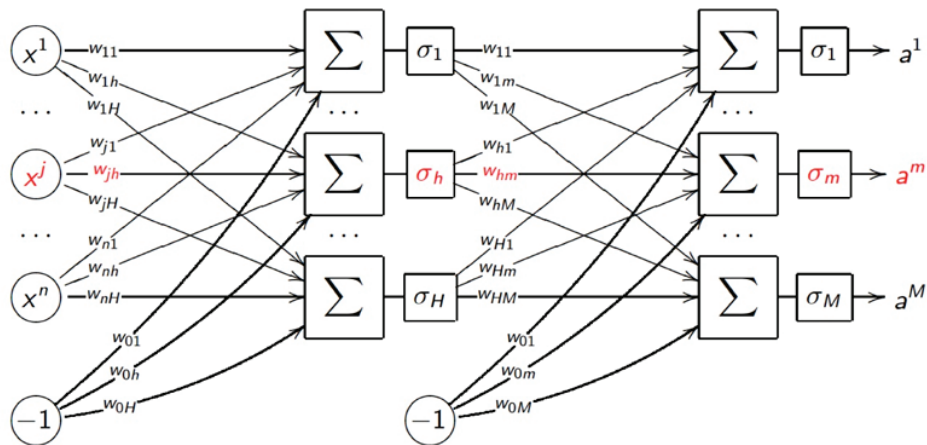 x¹ w₁₁ ∑ σ₁ w₁₁ ∑ σ₁ a¹
w₁ₕ w₁ₘ
... w₁H w₁M ...
...
wⱼ₁ wₕ₁
xʲ wⱼₕ ∑ σₕ wₕₘ ∑ σₘ aᵐ
wⱼH wₕM
... wₙ₁ ... wH₁ ...
wₙₕ wHₘ
xⁿ wₙH ∑ σH wHM ∑ σM aᴹ
w₀₁ w₀₁
w₀ₕ w₀ₘ
−1 w₀H −1 w₀M